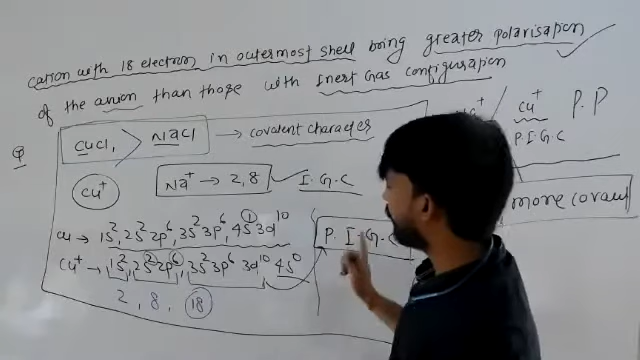 cation with 18 electron in outermost shell bring greater polarisation
of the anion than those with Inert Gas configuration
Q CuCl, > NaCl → covalent character
Cu⁺ P.P
P.I.G.C
Cu⁺ Na⁺ → 2,8 I.G.C
more coval
Cu → 1s², 2s² 2p⁶, 3s² 3p⁶, 4s¹ 3d¹⁰
P.I.G.C
Cu⁺ → 1s², 2s² 2p⁶, 3s² 3p⁶ 3d¹⁰ 4s⁰
2, 8, 18